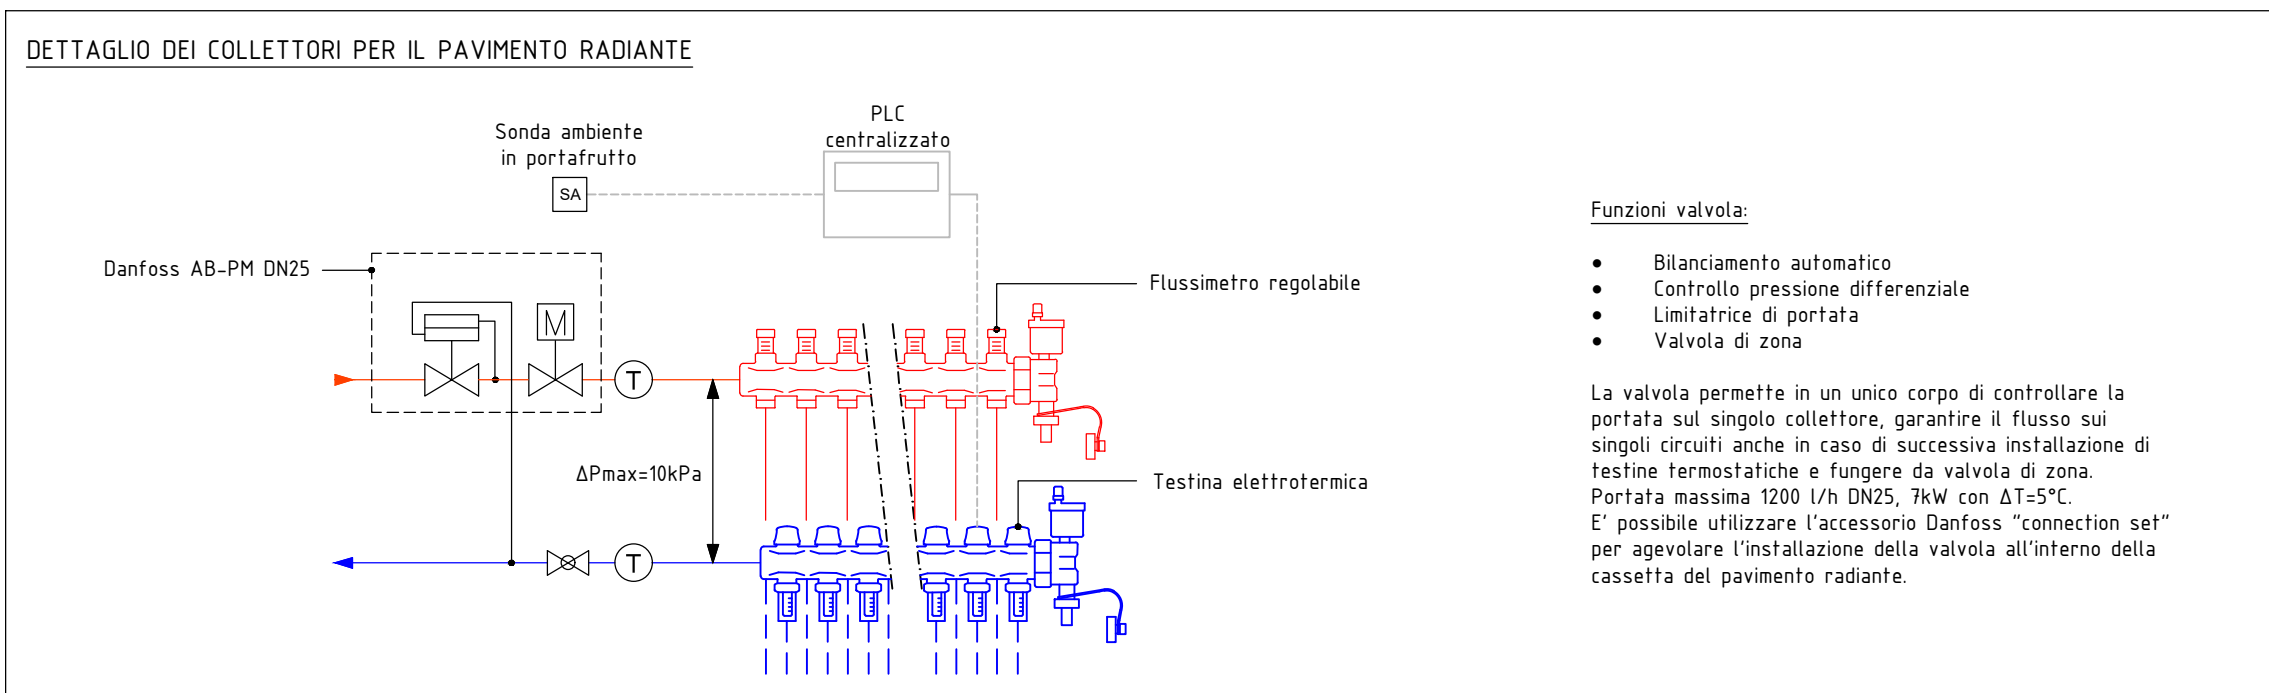 DETTAGLIO DEI COLLETTORI PER IL PAVIMENTO RADIANTE
PLC
centralizzato
Sonda ambiente
in portafrutto
SA
Danfoss AB-PM DN25
M
Flussimetro regolabile
T
ΔPmax=10kPa
Testina elettrotermica
T
Funzioni valvola:
• Bilanciamento automatico
• Controllo pressione differenziale
• Limitatrice di portata
• Valvola di zona
La valvola permette in un unico corpo di controllare la
portata sul singolo collettore, garantire il flusso sui
singoli circuiti anche in caso di successiva installazione di
testine termostatiche e fungere da valvola di zona.
Portata massima 1200 l/h DN25, 7kW con ΔT=5°C.
E' possibile utilizzare l'accessorio Danfoss "connection set"
per agevolare l'installazione della valvola all'interno della
cassetta del pavimento radiante.